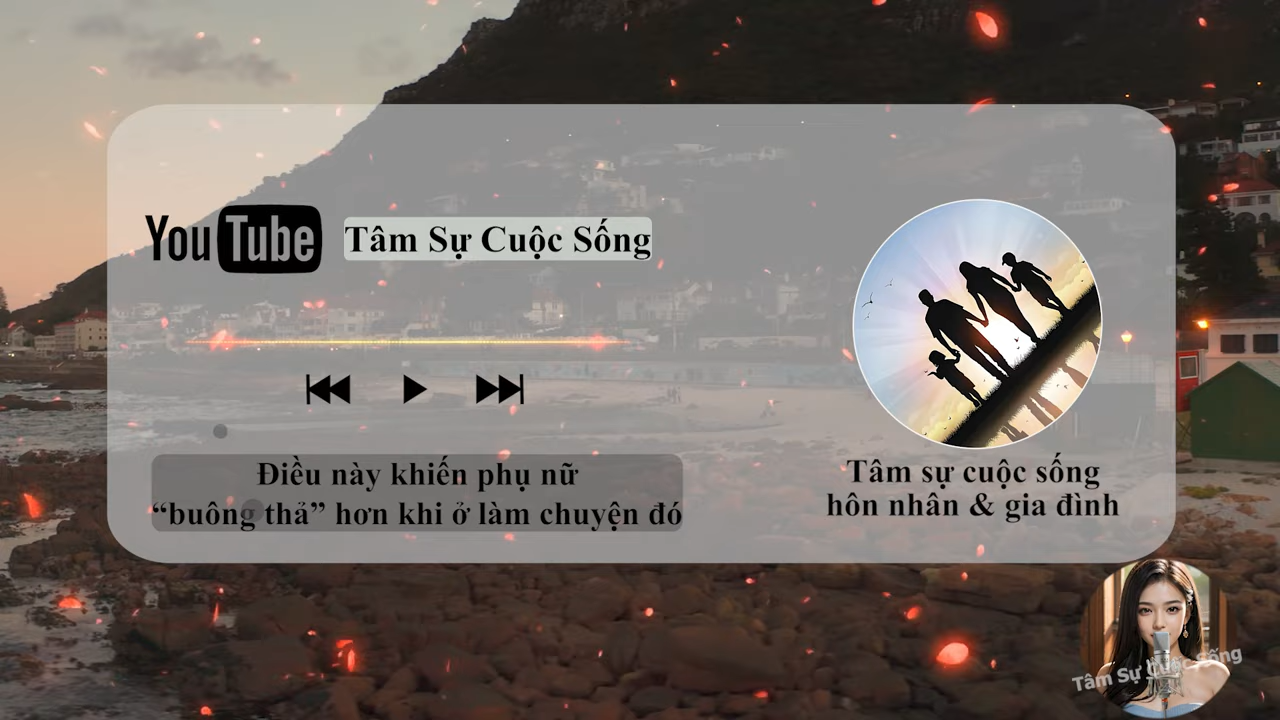 YouTube
Tâm Sự Cuộc Sống
Điều này khiến phụ nữ
“buông thả” hơn khi ở làm chuyện đó
Tâm sự cuộc sống
hôn nhân & gia đình
Tâm Sự Cuộc Sống